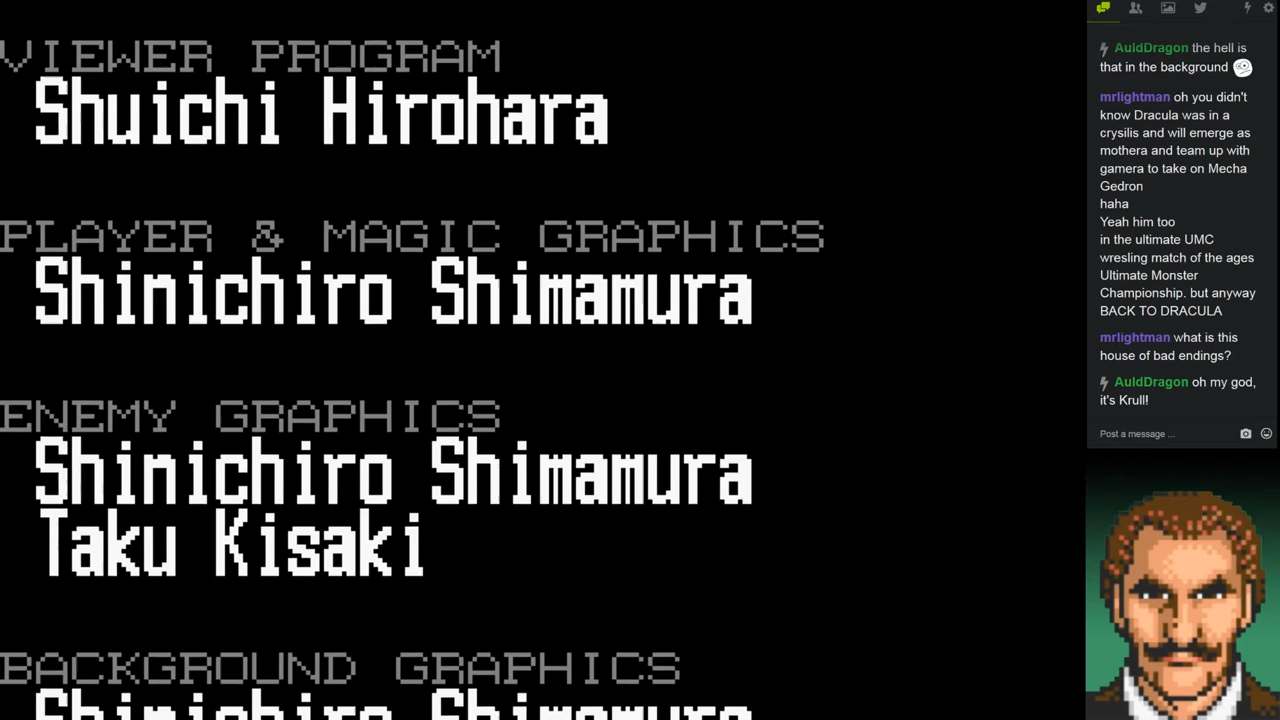 VIEWER PROGRAM
Shuichi Hirohara
PLAYER & MAGIC GRAPHICS
Shinichiro Shimamura
ENEMY GRAPHICS
Shinichiro Shimamura
Taku Kisaki
BACKGROUND GRAPHICS
Shinichiro Shimamura
AuldDragon the hell is
that in the background
mrlightman oh you didn't
know Dracula was in a
crysilis and will emerge as
mothera and team up with
gamera to take on Mecha
Gedron
haha
Yeah him too
in the ultimate UMC
wresling match of the ages
Ultimate Monster
Championship. but anyway
BACK TO DRACULA
mrlightman what is this
house of bad endings?
AuldDragon oh my god,
it's Krull!
Post a message ...